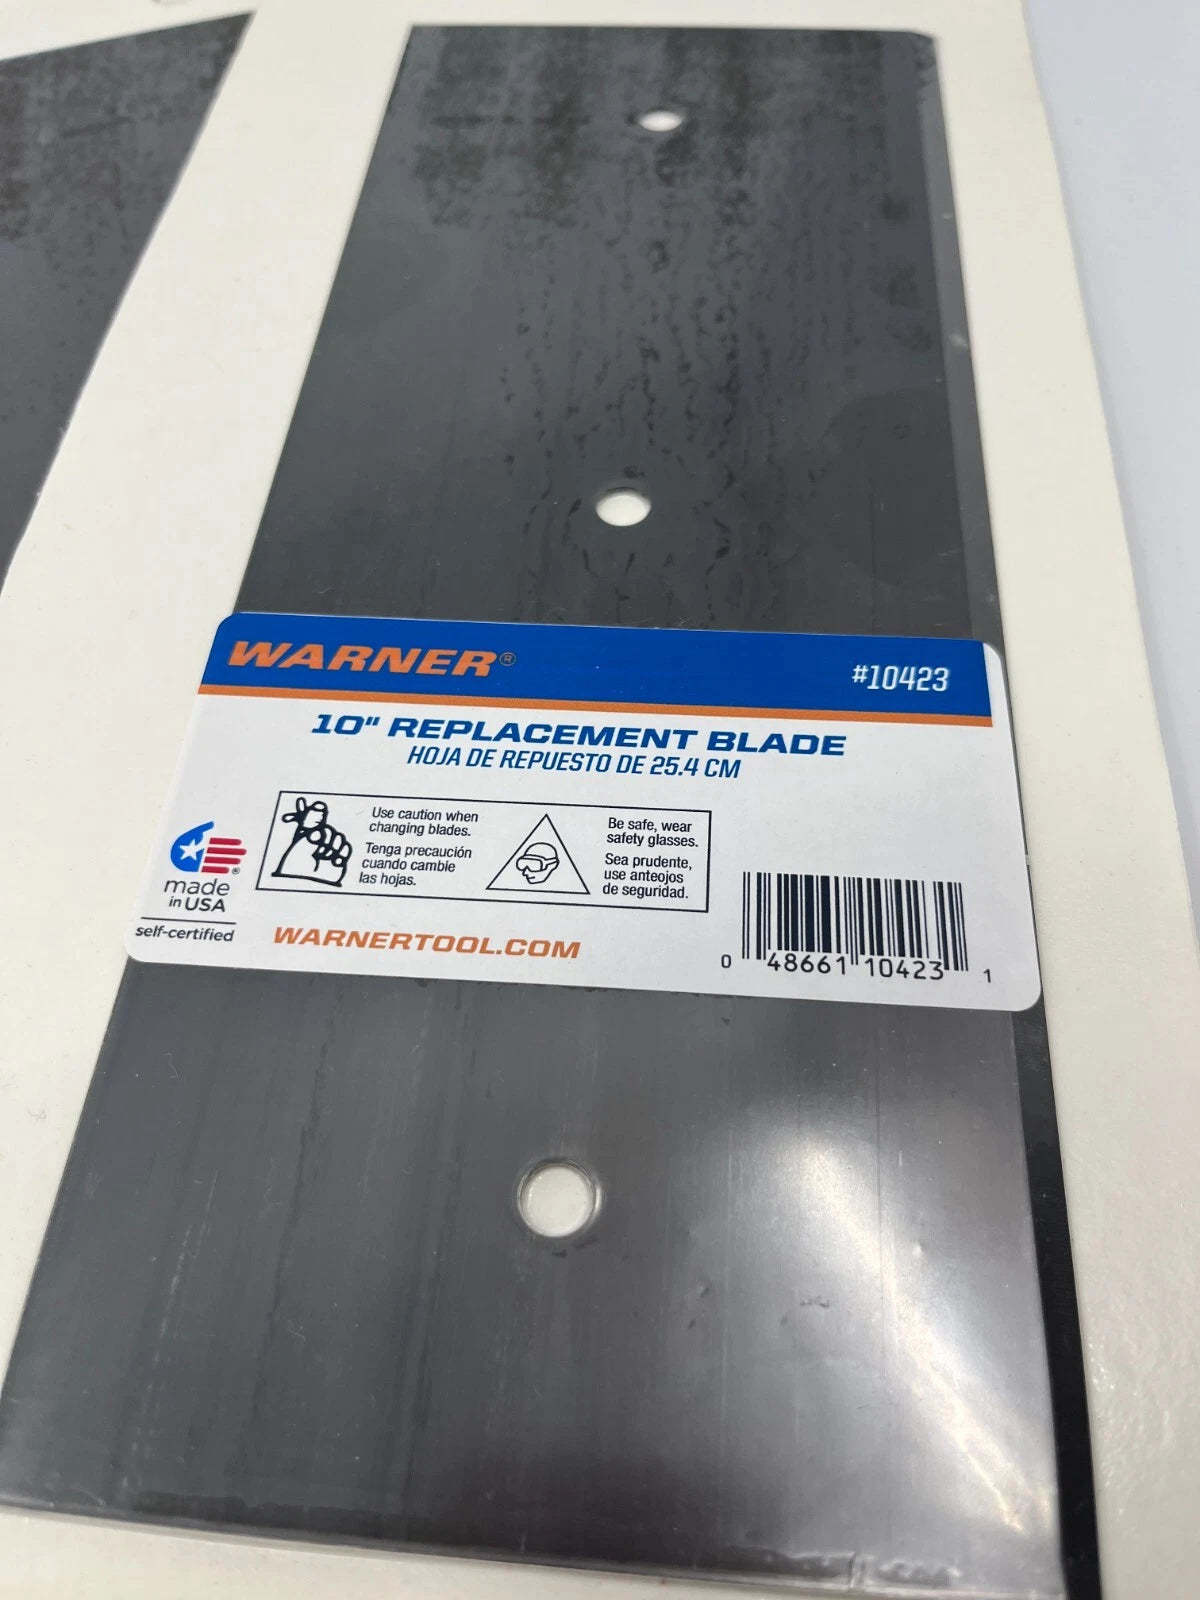 WARNER®
#10423
10" REPLACEMENT BLADE
HOJA DE REPUESTO DE 25.4 CM
Use caution when
changing blades.
Tenga precaución
cuando cambie
las hojas.
Be safe, wear
safety glasses.
Sea prudente,
use anteojos
de seguridad.
®
made
in USA
self-certified
WARNERTOOL.COM
0 48661 10423 1